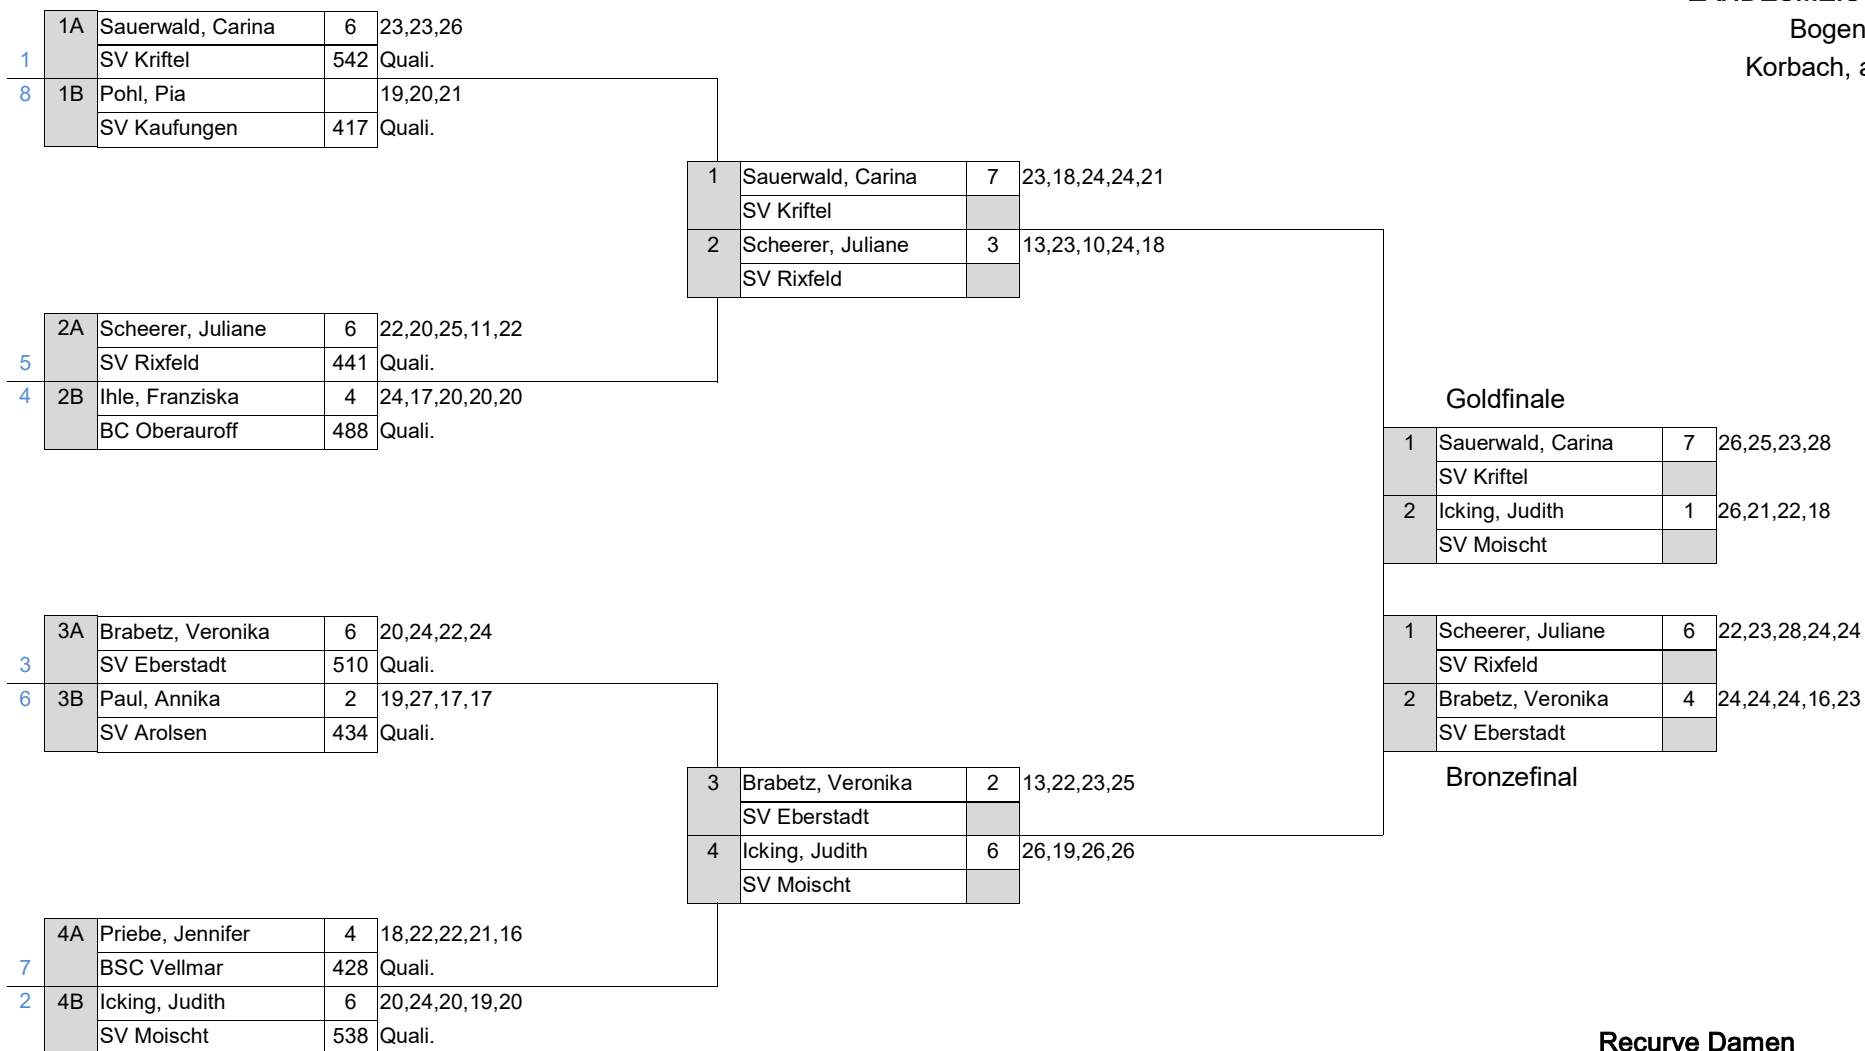 1A Sauerwald, Carina 6 23,23,26
1 SV Kriftel 542 Quali.
8 1B Pohl, Pia 19,20,21
SV Kaufungen 417 Quali.
Bogen
Korbach, a
1 Sauerwald, Carina 7 23,18,24,24,21
SV Kriftel
2 Scheerer, Juliane 3 13,23,10,24,18
SV Rixfeld
2A Scheerer, Juliane 6 22,20,25,11,22
5 SV Rixfeld 441 Quali.
4 2B Ihle, Franziska 4 24,17,20,20,20
BC Oberauroff 488 Quali.
Goldfinale
1 Sauerwald, Carina 7 26,25,23,28
SV Kriftel
2 Icking, Judith 1 26,21,22,18
SV Moischt
3A Brabetz, Veronika 6 20,24,22,24
3 SV Eberstadt 510 Quali.
6 3B Paul, Annika 2 19,27,17,17
SV Arolsen 434 Quali.
1 Scheerer, Juliane 6 22,23,28,24,24
SV Rixfeld
2 Brabetz, Veronika 4 24,24,24,16,23
SV Eberstadt
Bronzefinal
3 Brabetz, Veronika 2 13,22,23,25
SV Eberstadt
4 Icking, Judith 6 26,19,26,26
SV Moischt
4A Priebe, Jennifer 4 18,22,22,21,16
7 BSC Vellmar 428 Quali.
2 4B Icking, Judith 6 20,24,20,19,20
SV Moischt 538 Quali.
Recurve Damen